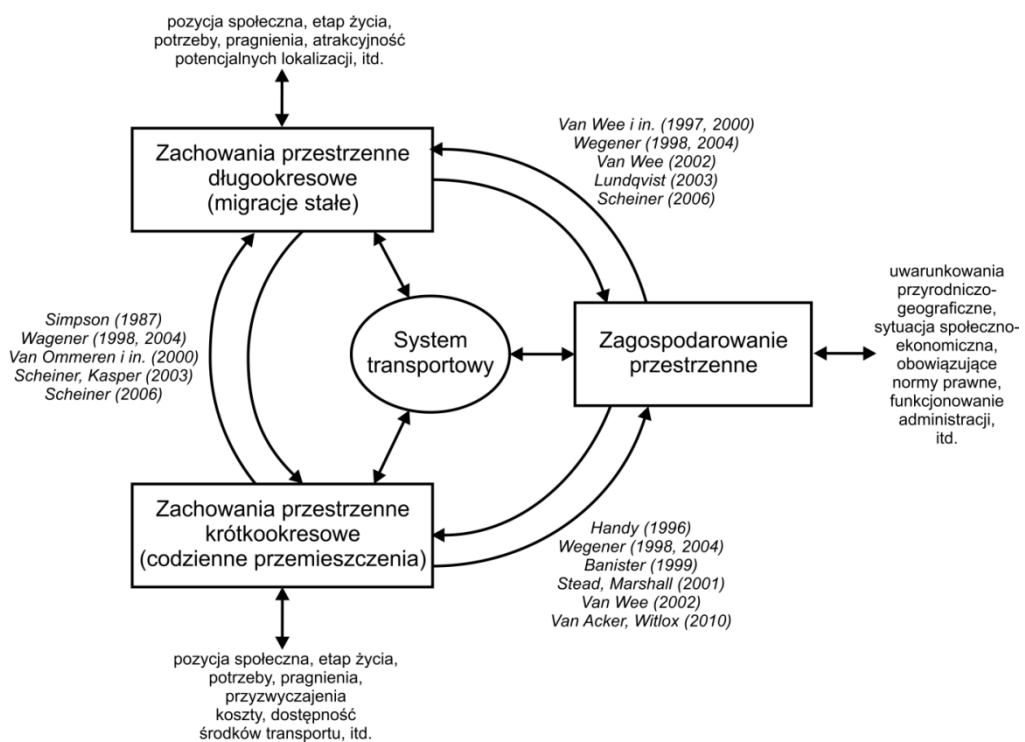 pozycja społeczna, etap życia,
potrzeby, pragnienia, atrakcyjność
potencjalnych lokalizacji, itd.
Zachowania przestrzenne
długookresowe
(migracje stałe)
Van Wee i in. (1997, 2000)
Wegener (1998, 2004)
Van Wee (2002)
Lundqvist (2003)
Scheiner (2006)
Simpson (1987)
Wagener (1998, 2004)
Van Ommeren i in. (2000)
Scheiner, Kasper (2003)
Scheiner (2006)
System
transportowy
Zagospodarowanie
przestrzenne
uwarunkowania
przyrodniczo-
geograficzne,
sytuacja społeczno-
ekonomiczna,
obowiązujące
normy prawne,
funkcjonowanie
administracji,
itd.
Zachowania przestrzenne
krótkookresowe
(codzienne przemieszczenia)
Handy (1996)
Wegener (1998, 2004)
Banister (1999)
Stead, Marshall (2001)
Van Wee (2002)
Van Acker, Witlox (2010)
pozycja społeczna, etap życia,
potrzeby, pragnienia,
przyzwyczajenia
koszty, dostępność
środków transportu, itd.